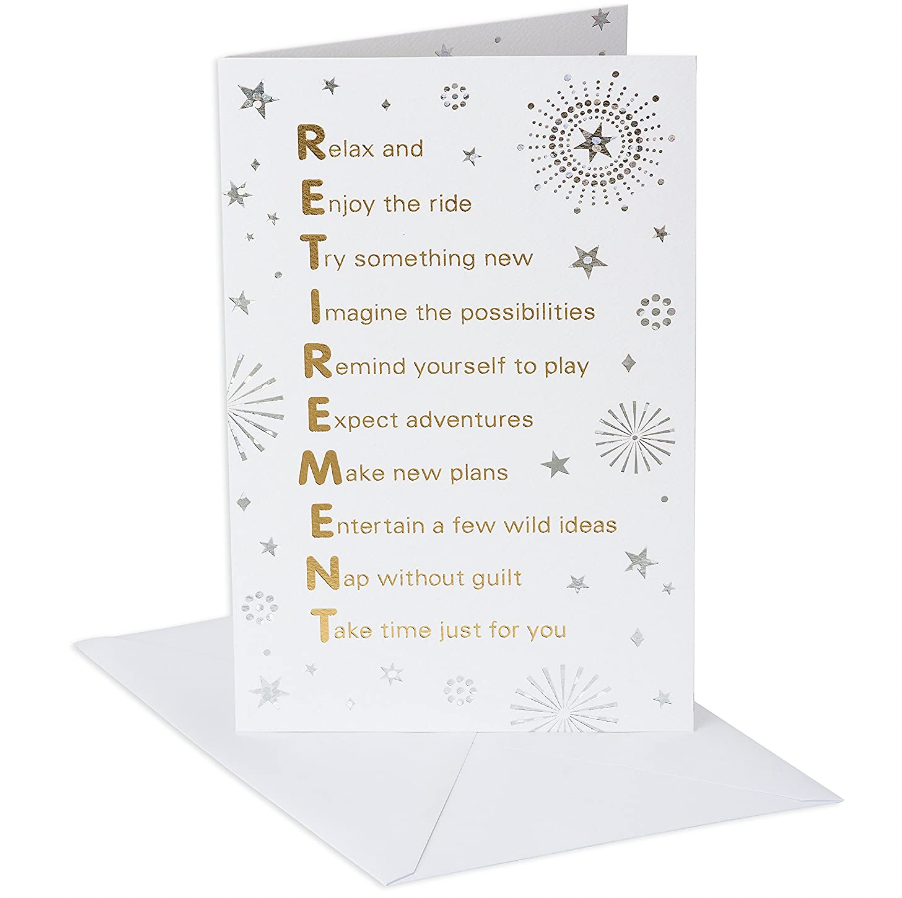 Relax and
Enjoy the ride
Try something new
Imagine the possibilities
Remind yourself to play
Expect adventures
Make new plans
Entertain a few wild ideas
Nap without guilt
Take time just for you